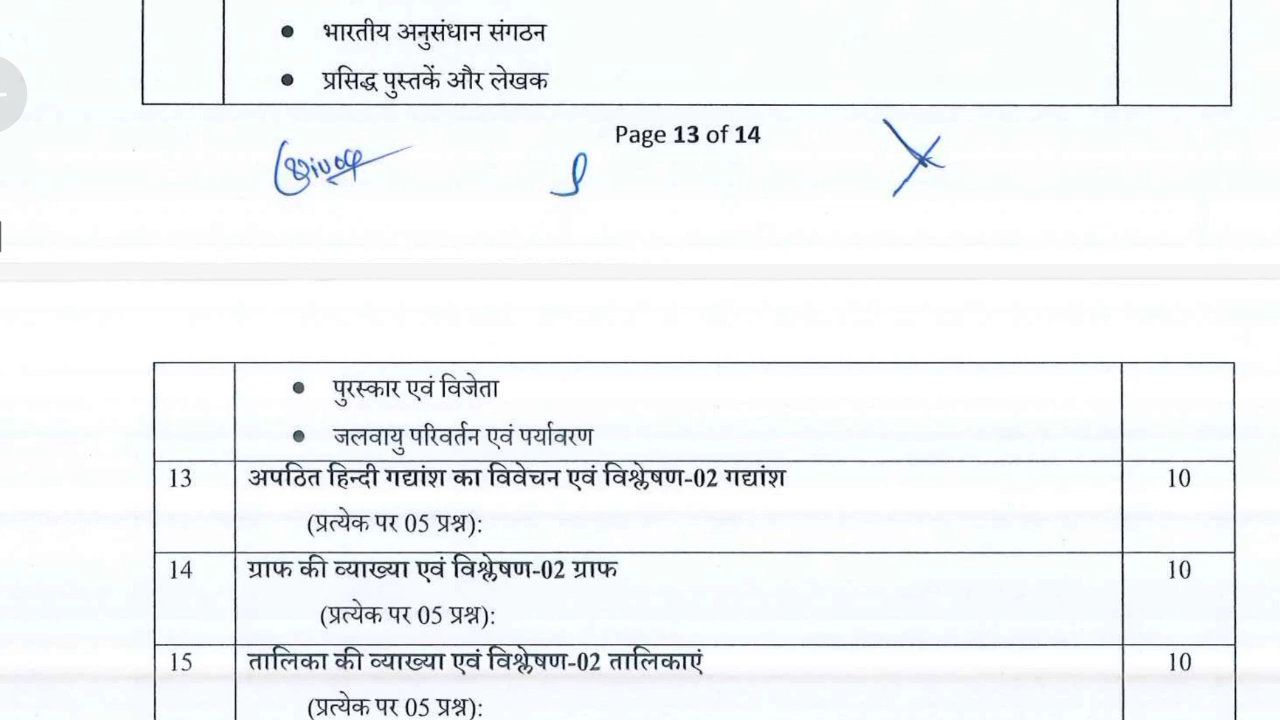 भारतीय अनुसंधान संगठन
प्रसिद्ध पुस्तकें और लेखक
Page 13 of 14
पुरस्कार एवं विजेता
जलवायु परिवर्तन एवं पर्यावरण
13 अपठित हिन्दी गद्यांश का विवेचन एवं विश्लेषण-02 गद्यांश 10
(प्रत्येक पर 05 प्रश्न):
14 ग्राफ की व्याख्या एवं विश्लेषण-02 ग्राफ 10
(प्रत्येक पर 05 प्रश्न):
15 तालिका की व्याख्या एवं विश्लेषण-02 तालिकाएं 10
(प्रत्येक पर 05 प्रश्न):